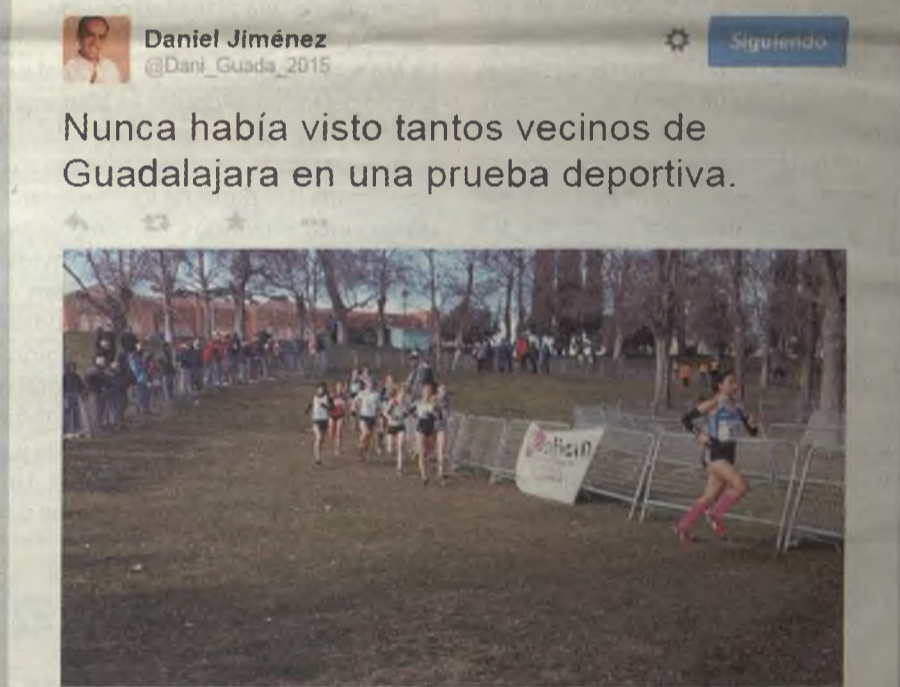 Daniel Jiménez
@Dani_Guada_2015
Siguiendo
Nunca había visto tantos vecinos de
Guadalajara en una prueba deportiva.